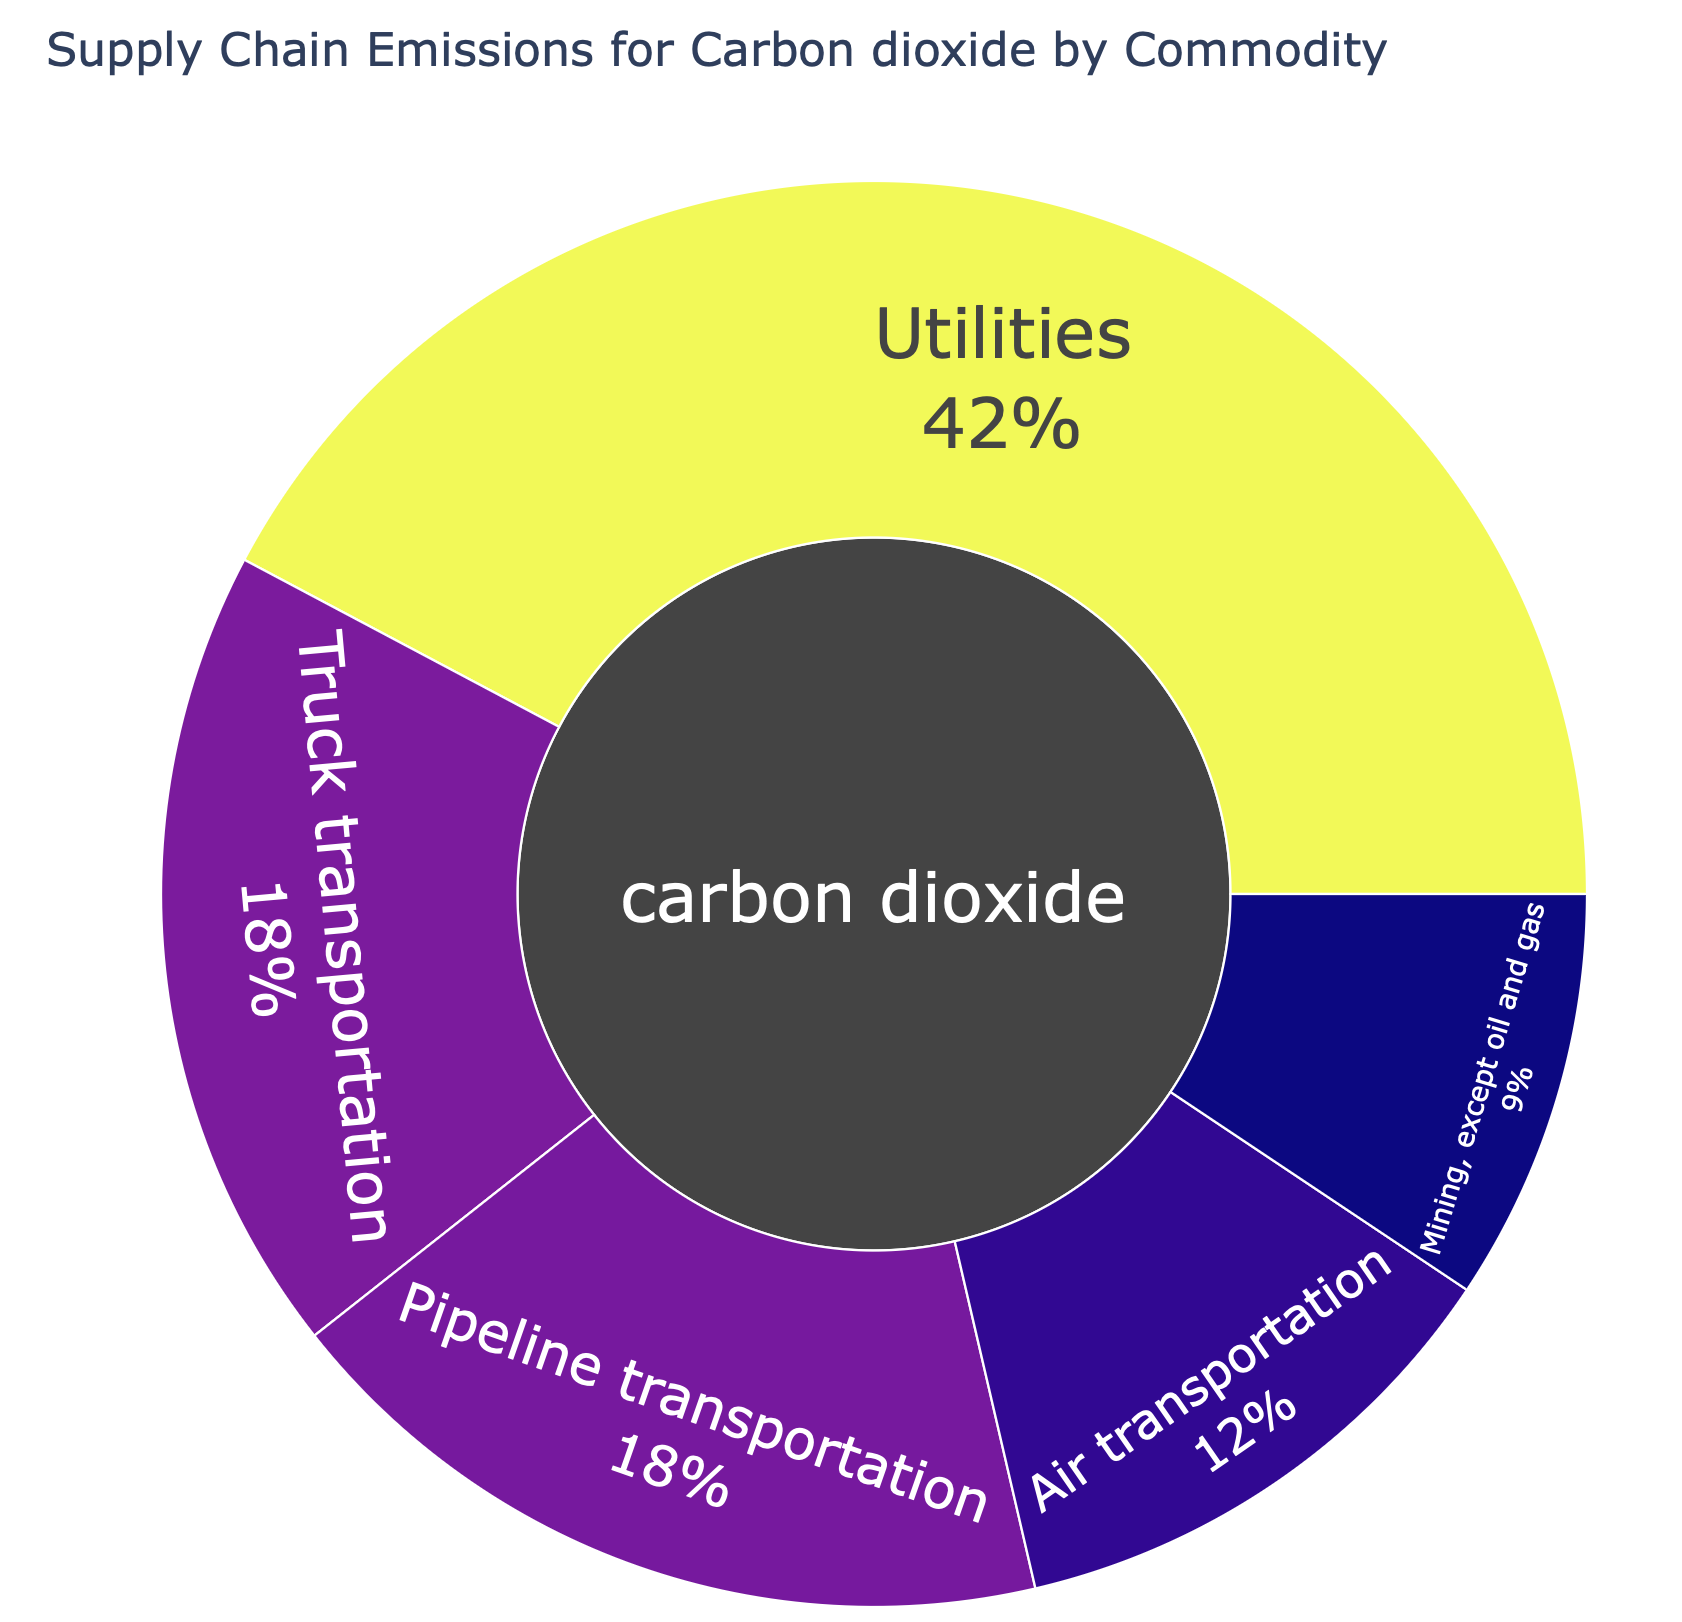 Supply Chain Emissions for Carbon dioxide by Commodity
Utilities
42%
Truck transportation
18%
carbon dioxide
Mining, except oil and gas
9%
Pipeline transportation
18%
Air transportation
12%